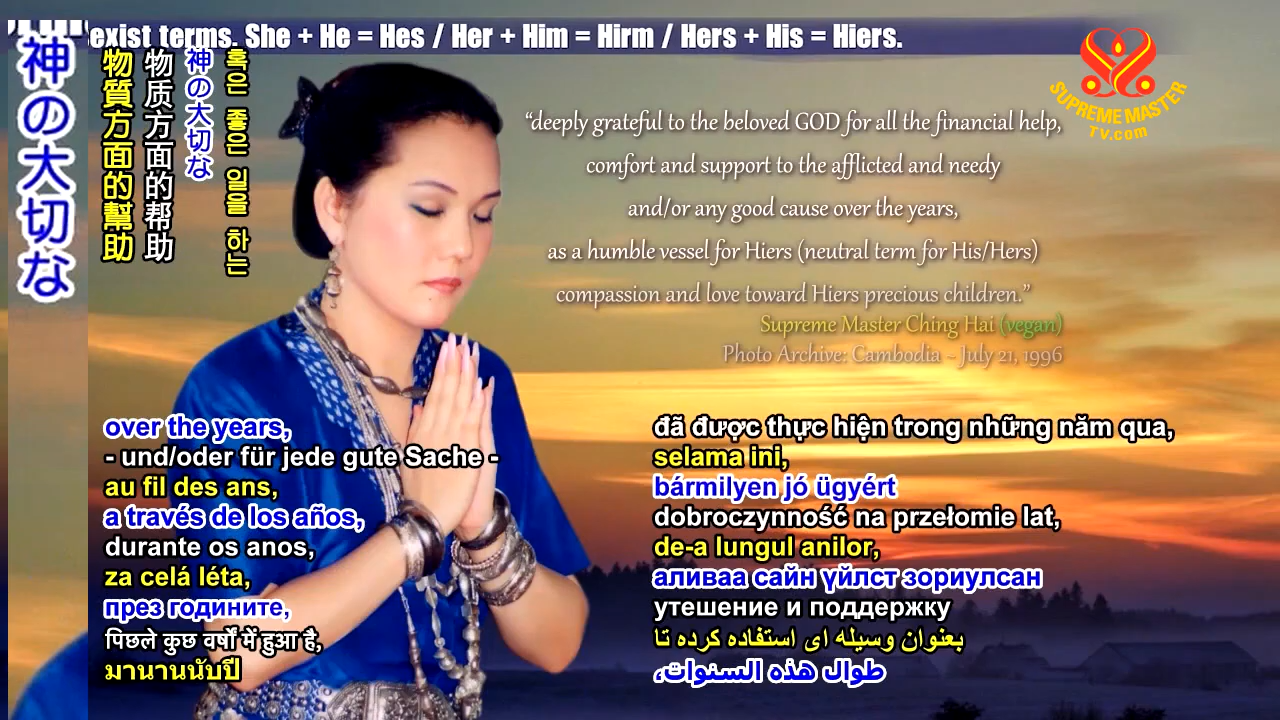 exist terms. She + He = Hes / Her + Him = Hirm / Hers + His = Hiers.
SUPREME MASTER
TV.com
神の大切な
物質方面的幫助
物质方面的帮助
神の大切な
혹은 좋은 일을 하는
“deeply grateful to the beloved GOD for all the financial help,
comfort and support to the afflicted and needy
and/or any good cause over the years,
as a humble vessel for Hiers (neutral term for His/Hers)
compassion and love toward Hiers precious children.”
Supreme Master Ching Hai (vegan)
Photo Archive: Cambodia ~ July 21, 1996
over the years,
- und/oder für jede gute Sache -
au fil des ans,
a través de los años,
durante os anos,
za celá léta,
през годините,
पिछले कुछ वर्षों में हुआ है,
มานานนับปี
đã được thực hiện trong những năm qua,
selama ini,
bármilyen jó ügyért
dobroczynność na przełomie lat,
de-a lungul anilor,
аливаа сайн үйлст зориулсан
утешение и поддержку
بعنوان وسیله ای استفاده کرده تا
طوال هذه السنوات،